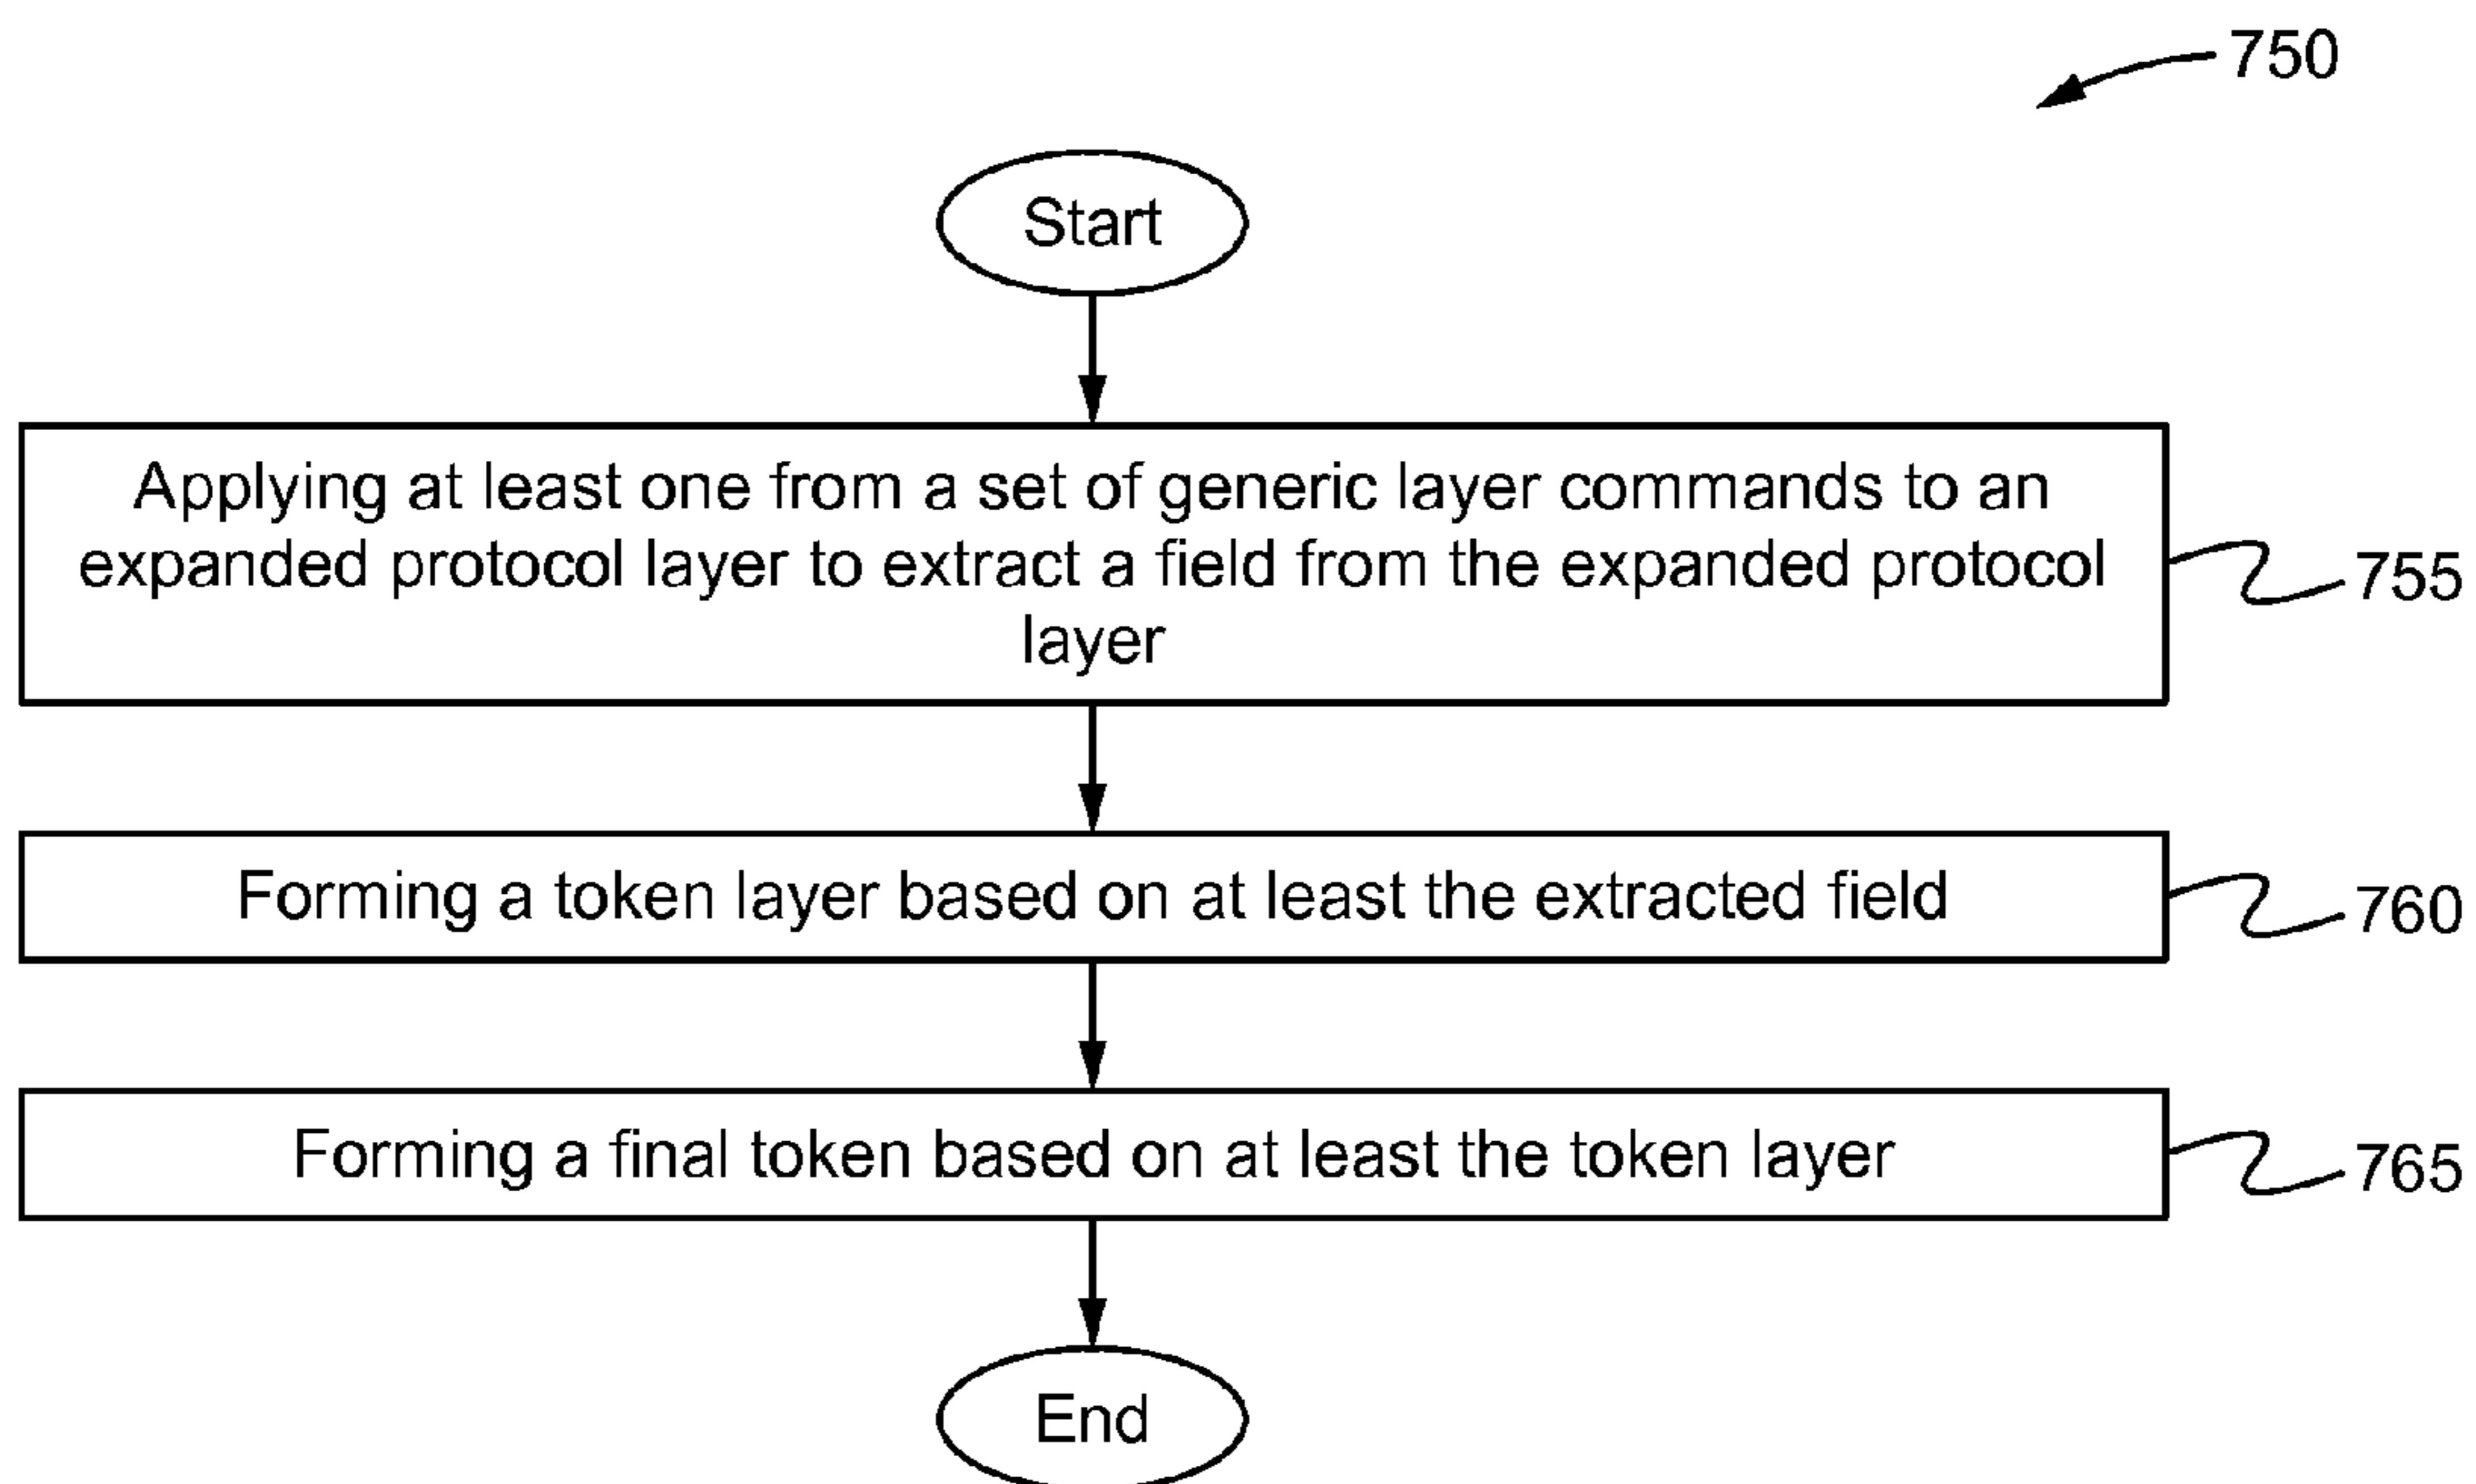 750
Start
Applying at least one from a set of generic layer commands to an
expanded protocol layer to extract a field from the expanded protocol
layer
755
Forming a token layer based on at least the extracted field
760
Forming a final token based on at least the token layer
765
End